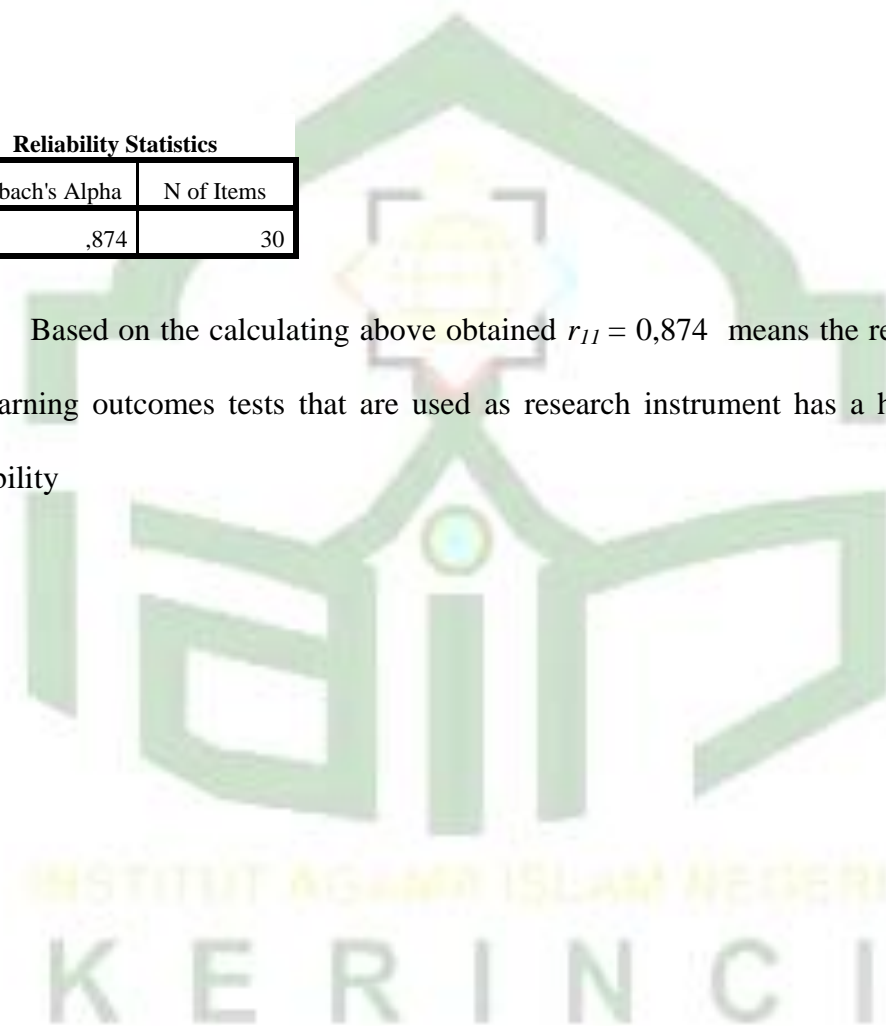 Reliability Statistics
bach's Alpha N of Items
,874 30
Based on the calculating above obtained r11 = 0,874 means the re
arning outcomes tests that are used as research instrument has a h
bility
INSTITUT AGAMA ISLAM NEGERI
KERINCI